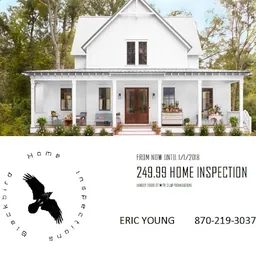 FROM NOW UNTIL 1/1/2018
249.99 HOME INSPECTION
Blackbird Home Inspections
ERIC YOUNG 870-219-3037